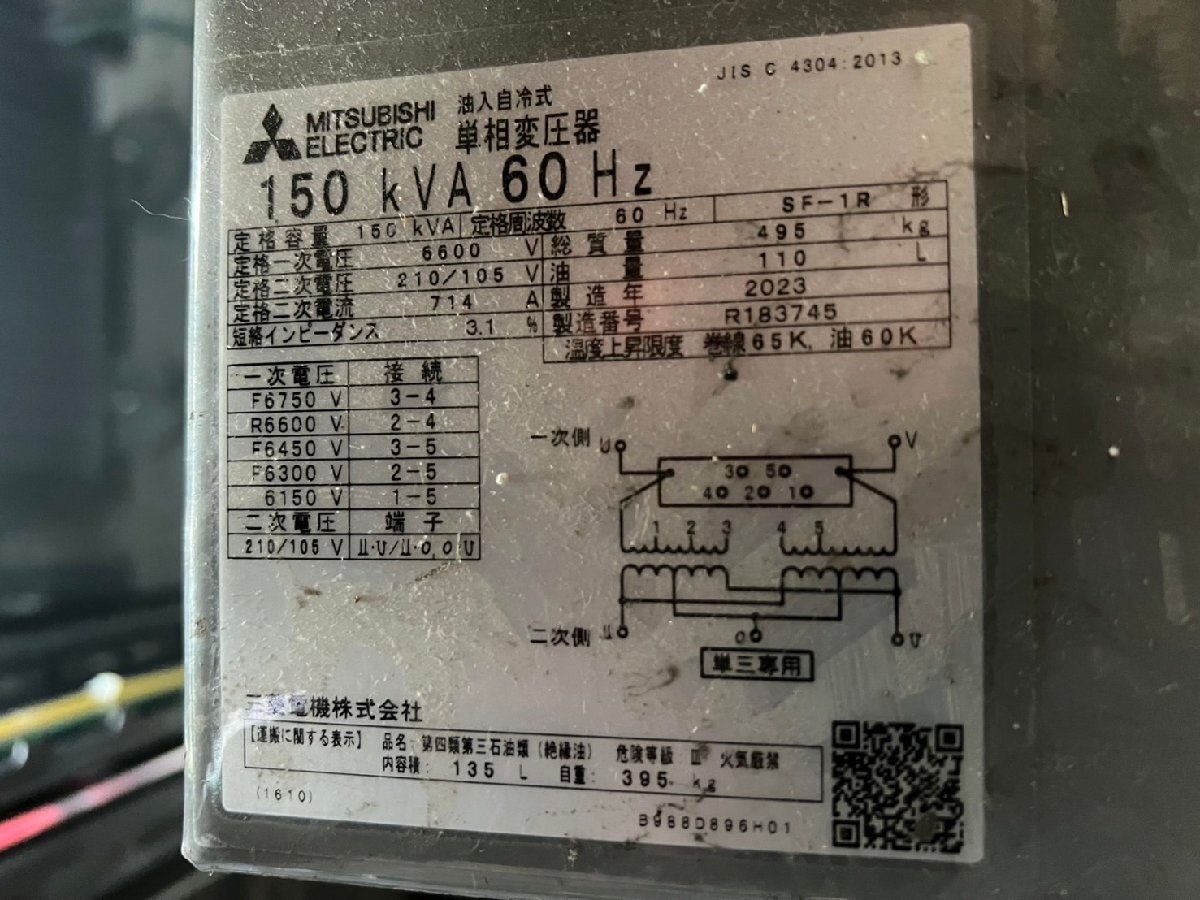 JIS C 4304:2013
MITSUBISHI ELECTRIC
油入自冷式
単相変圧器
150 kVA 60 Hz
定格容量 150 kVA 定格周波数 60 Hz SF-1R 形
定格一次電圧 6600 V 総質量 495 kg
定格二次電圧 210/105 V 油量 110 L
定格二次電流 714 A 製造年 2023
短絡インピーダンス 3.1 % 製造番号 R183745
温度上昇限度 巻線65K, 油60K
一次電圧 接続
F6750 V 3-4
R6600 V 2-4
F6450 V 3-5
F6300 V 2-5
6150 V 1-5
二次電圧 端子
210/105 V u・v/u・o,o v
一次側 U V
3 5
4 2 1
1 2 3 4 5
二次側 u o v
単三専用
三菱電機株式会社
【運搬に関する表示】 品名: 第四類第三石油類 (絶縁油) 危険等級 Ⅲ 火気厳禁
内容積: 135 L 自重: 395 kg
(1610)
B988D896H01